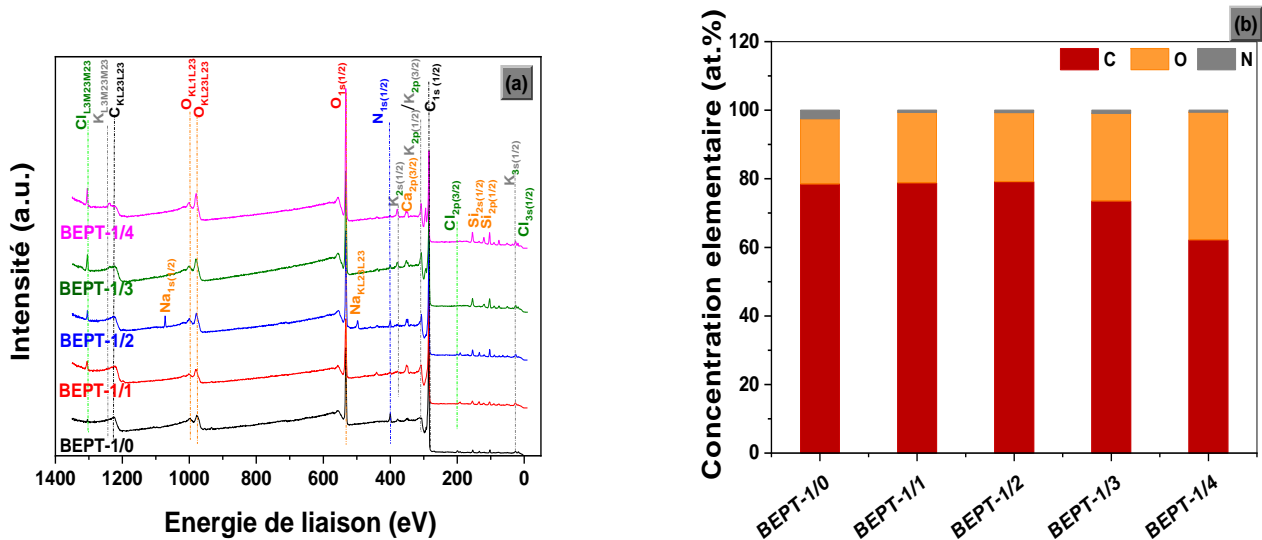 (a)
Cl L3M23M23
K L3M23M23
C KL23L23
O KL1L23
O KL23L23
O 1s(1/2)
N 1s(1/2)
K 2s(1/2)
Ca 2p(3/2)
K 2p(1/2)/K 2p(3/2)
C 1s (1/2)
Cl 2p(3/2)
Si 2s(1/2)
Si 2p(1/2)
K 3s(1/2)
Cl 3s(1/2)
Na 1s(1/2)
Na KL23L23
BEPT-1/4
BEPT-1/3
BEPT-1/2
BEPT-1/1
BEPT-1/0
Intensité (a.u.)
1400 1200 1000 800 600 400 200 0
Energie de liaison (eV)
(b)
C O N
120
100
80
60
40
20
0
Concentration elementaire (at.%)
BEPT-1/0 BEPT-1/1 BEPT-1/2 BEPT-1/3 BEPT-1/4